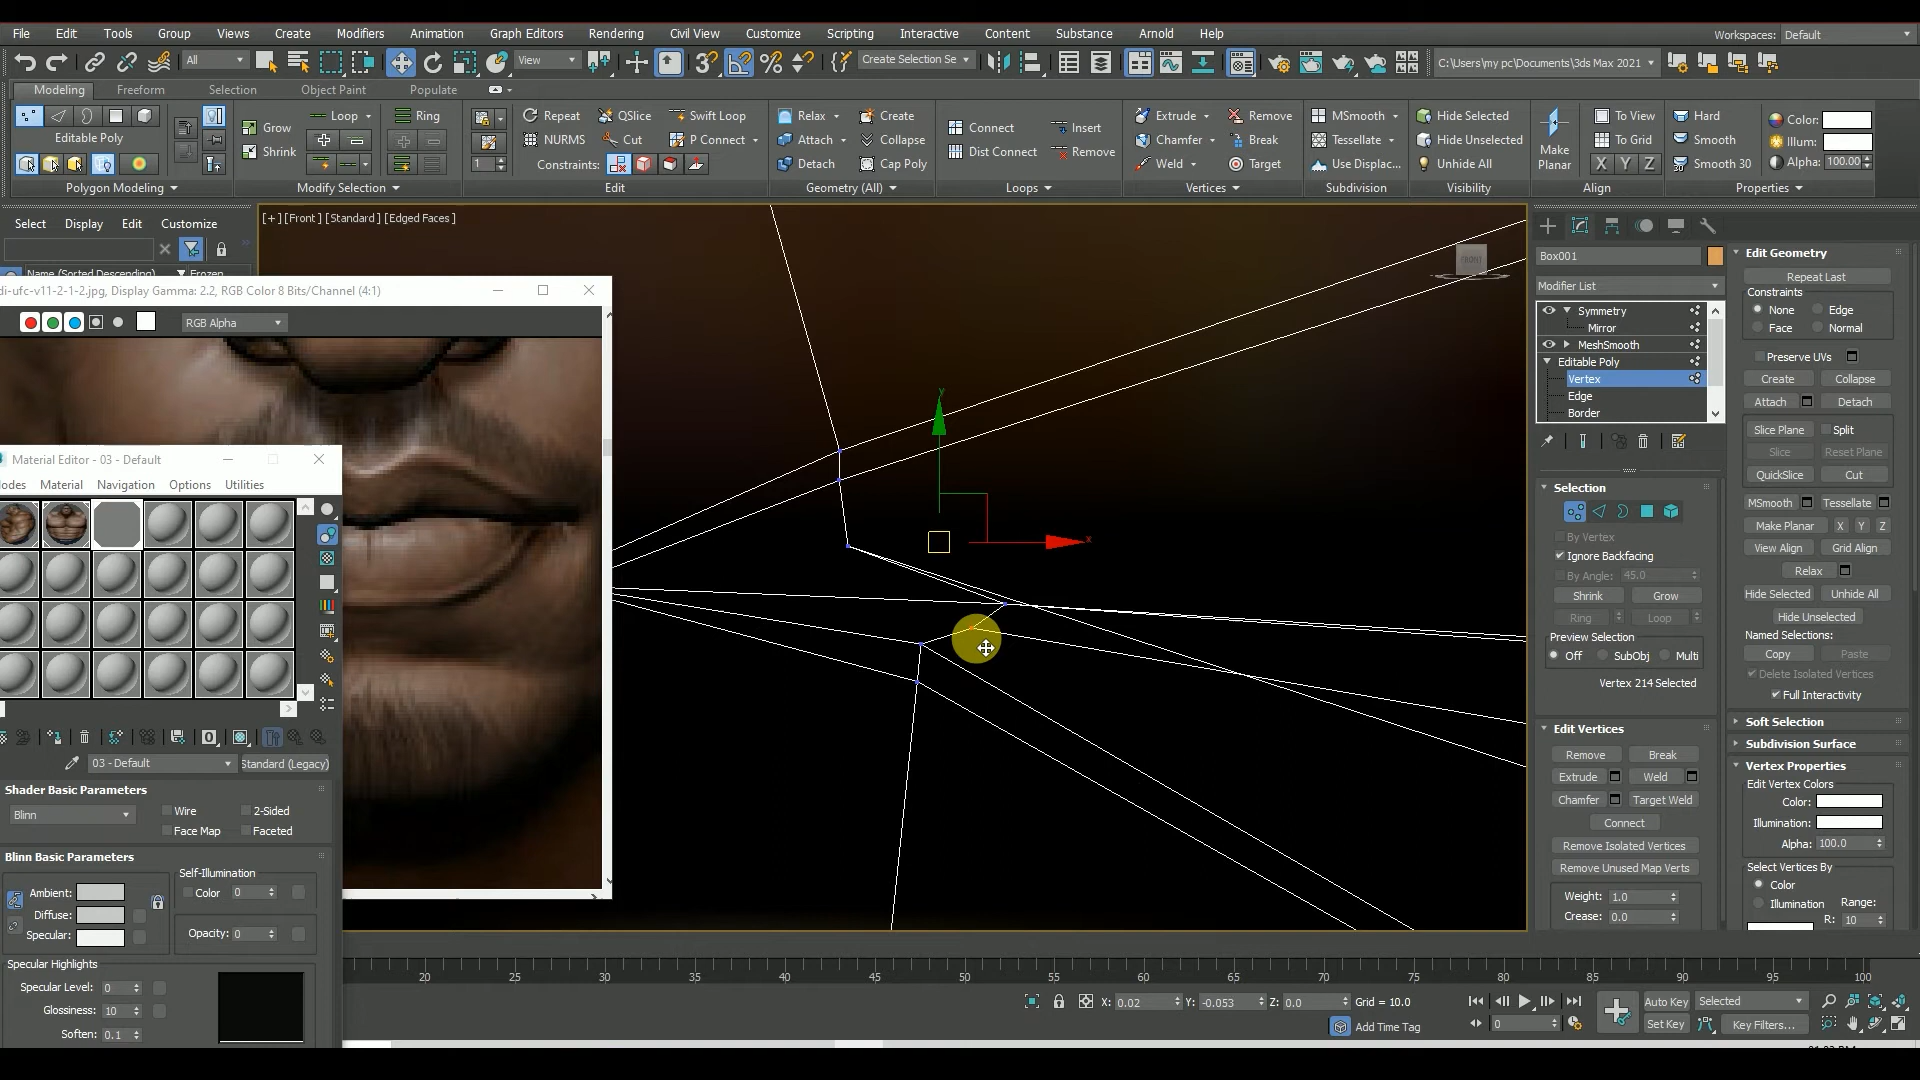 File Edit Tools Group Views Create Modifiers Animation Graph Editors Rendering Civil View Customize Scripting Interactive Content Substance Arnold Help
Workspaces: Default
All
View
Create Selection Se
C:\Users\my pc\Documents\3ds Max 2021
Modeling Freeform Selection Object Paint Populate
Loop Ring Repeat QSlice Swift Loop Relax Create Extrude Remove MSmooth Hide Selected To View Hard Color:
Editable Poly Grow NURMS Cut P Connect Attach Collapse Connect Insert Chamfer Break Tessellate Hide Unselected To Grid Smooth Illum:
Shrink 1 Constraints: Detach Cap Poly Dist Connect Remove Weld Target Use Displac... Unhide All Make Planar X Y Z Smooth 30 Alpha: 100.00
Polygon Modeling Modify Selection Edit Geometry (All) Loops Vertices Subdivision Visibility Align Properties
Select Display Edit Customize
Name (Sorted Descending) Frozen
[+] [Front] [Standard] [Edged Faces]
di-ufc-v11-2-1-2.jpg, Display Gamma: 2.2, RGB Color 8 Bits/Channel (4:1)
RGB Alpha
Material Editor - 03 - Default
Material Navigation Options Utilities
03 - Default Standard (Legacy)
Shader Basic Parameters
Blinn Wire 2-Sided
Face Map Faceted
Blinn Basic Parameters
Self-Illumination
Ambient: Color 0
Diffuse:
Specular: Opacity: 0
Specular Highlights
Specular Level: 0
Glossiness: 10
Soften: 0.1
y
x
FRONT
Box001
Modifier List
Symmetry
Mirror
MeshSmooth
Editable Poly
Vertex
Edge
Border
Selection
By Vertex
Ignore Backfacing
By Angle: 45.0
Shrink Grow
Ring Loop
Preview Selection
Off SubObj Multi
Vertex 214 Selected
Edit Vertices
Remove Break
Extrude Weld
Chamfer Target Weld
Connect
Remove Isolated Vertices
Remove Unused Map Verts
Weight: 1.0
Crease: 0.0
Edit Geometry
Repeat Last
Constraints
None Edge
Face Normal
Preserve UVs
Create Collapse
Attach Detach
Slice Plane Split
Slice Reset Plane
QuickSlice Cut
MSmooth Tessellate
Make Planar X Y Z
View Align Grid Align
Relax
Hide Selected Unhide All
Hide Unselected
Named Selections:
Copy Paste
Delete Isolated Vertices
Full Interactivity
Soft Selection
Subdivision Surface
Vertex Properties
Edit Vertex Colors
Color:
Illumination:
Alpha: 100.0
Select Vertices By
Color
Illumination Range:
R: 10
20 25 30 35 40 45 50 55 60 65 70 75 80 85 90 95 100
X: 0.02 Y: -0.053 Z: 0.0 Grid = 10.0
Add Time Tag
0
Auto Key Selected
Set Key Key Filters...